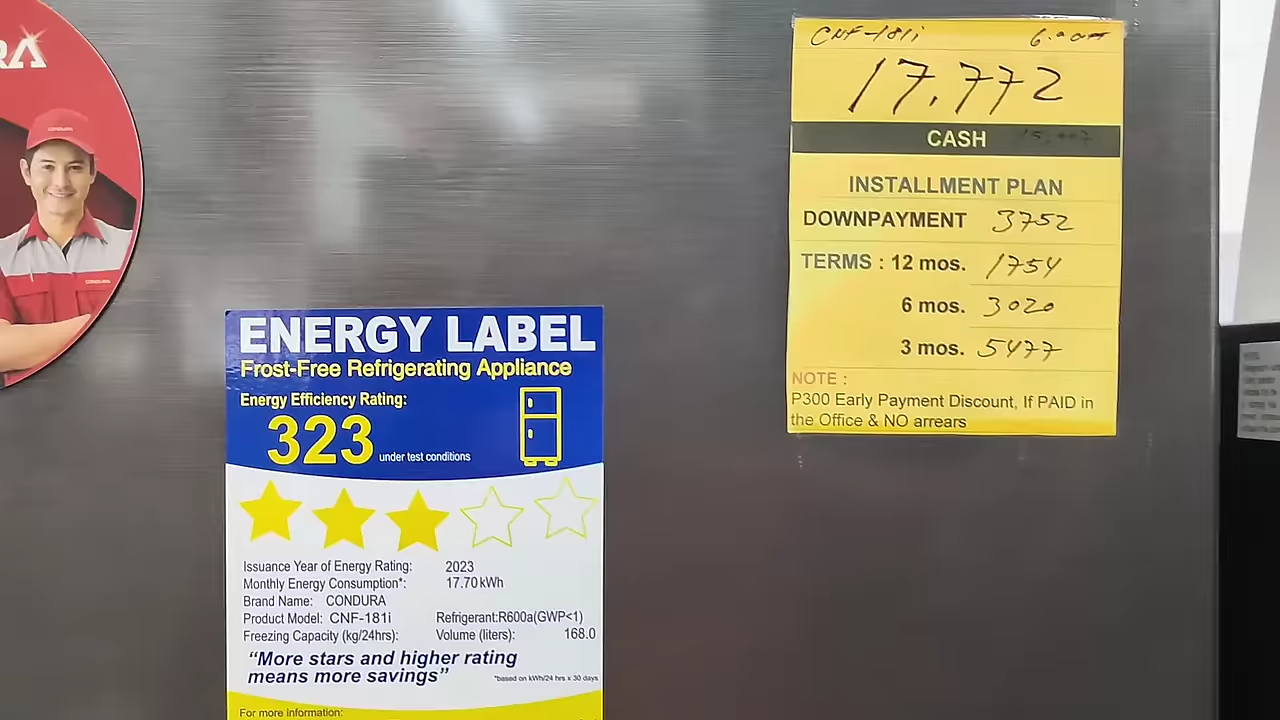 RA
CONDURA
CONDURA
CNF-181i
17.772
CASH
INSTALLMENT PLAN
DOWNPAYMENT 3752
TERMS : 12 mos. 1754
6 mos. 3020
3 mos. 5477
NOTE :
P300 Early Payment Discount, If PAID in
the Office & NO arrears
ENERGY LABEL
Frost-Free Refrigerating Appliance
Energy Efficiency Rating:
323 under test conditions
Issuance Year of Energy Rating: 2023
Monthly Energy Consumption*: 17.70 kWh
Brand Name: CONDURA
Product Model: CNF-181i Refrigerant:R600a(GWP<1)
Freezing Capacity (kg/24hrs): Volume (liters): 168.0
“More stars and higher rating
means more savings”
*based on kWh/24 hrs x 30 days
For more information: